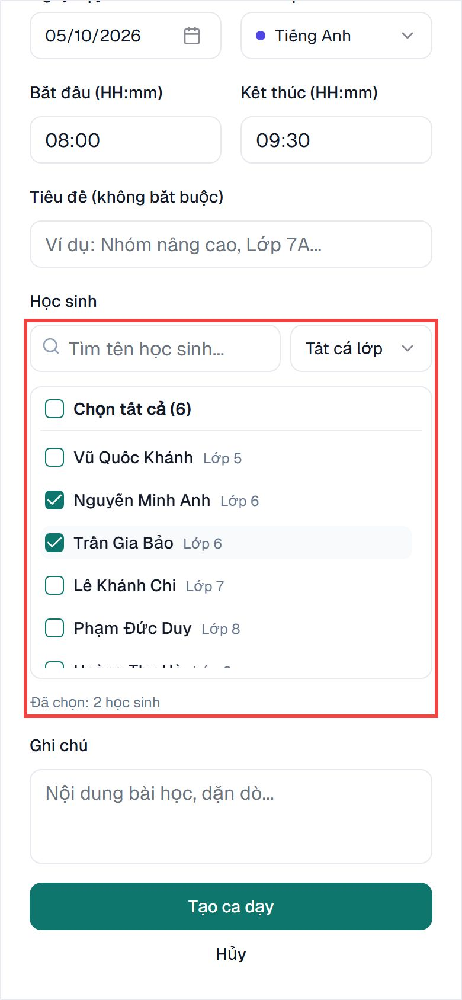 05/10/2026
Tiếng Anh
Bắt đầu (HH:mm)
Kết thúc (HH:mm)
08:00
09:30
Tiêu đề (không bắt buộc)
Ví dụ: Nhóm nâng cao, Lớp 7A...
Học sinh
Tìm tên học sinh...
Tất cả lớp
Chọn tất cả (6)
Vũ Quốc Khánh Lớp 5
Nguyễn Minh Anh Lớp 6
Trần Gia Bảo Lớp 6
Lê Khánh Chi Lớp 7
Phạm Đức Duy Lớp 8
Đã chọn: 2 học sinh
Ghi chú
Nội dung bài học, dặn dò...
Tạo ca dạy
Hủy